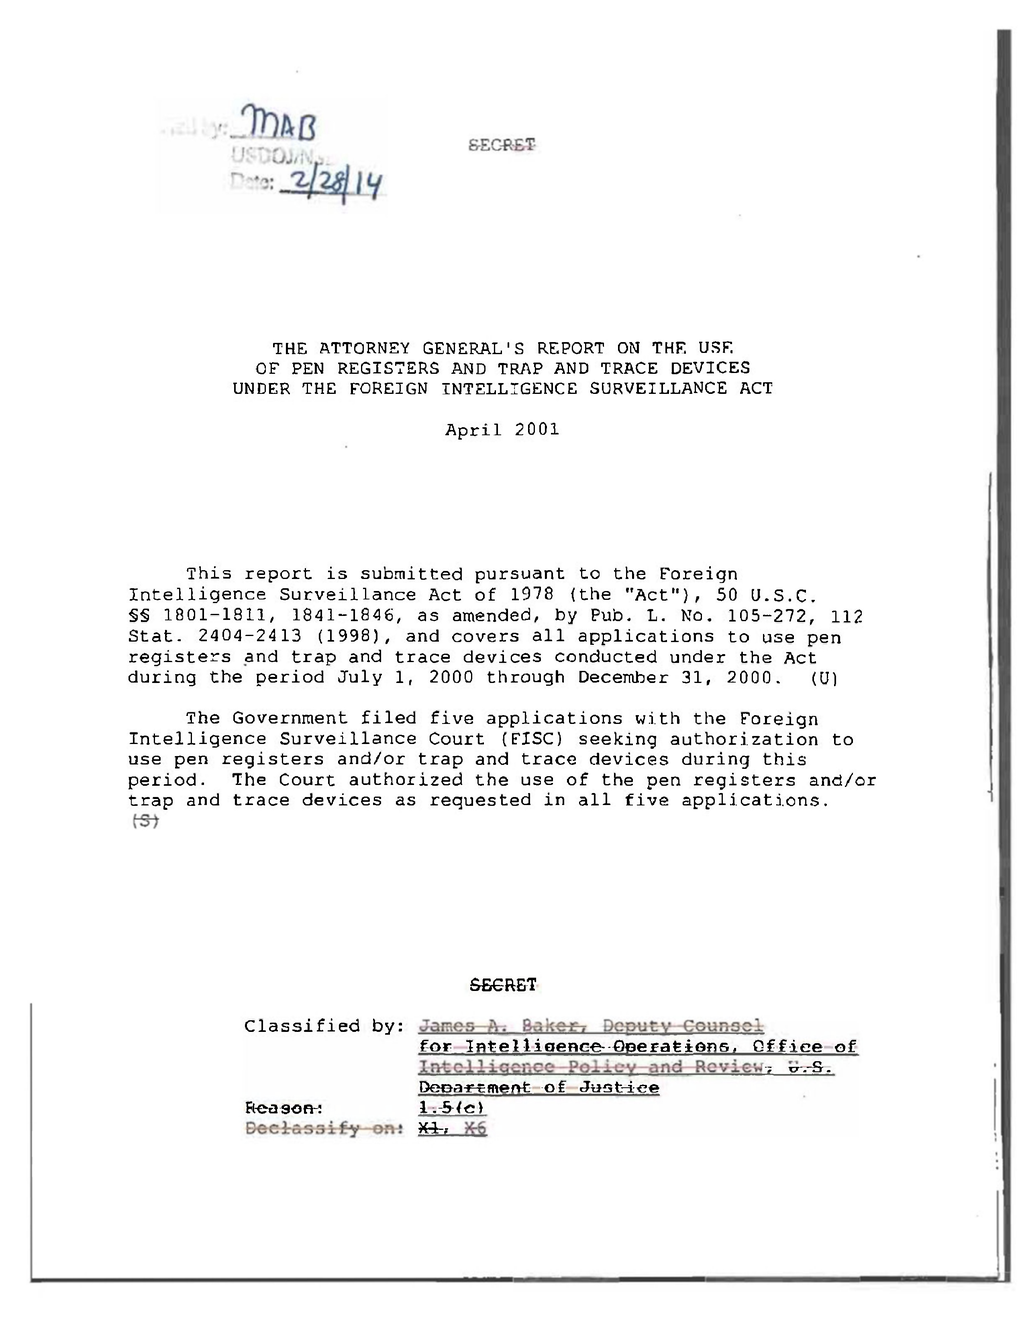 by: MAB
SECRET
USDOJ/N
Date: 2/28/14
THE ATTORNEY GENERAL'S REPORT ON THE USE
OF PEN REGISTERS AND TRAP AND TRACE DEVICES
UNDER THE FOREIGN INTELLIGENCE SURVEILLANCE ACT
April 2001
This report is submitted pursuant to the Foreign
Intelligence Surveillance Act of 1978 (the "Act"), 50 U.S.C.
§§ 1801-1811, 1841-1846, as amended, by Pub. L. No. 105-272, 112
Stat. 2404-2413 (1998), and covers all applications to use pen
registers and trap and trace devices conducted under the Act
during the period July 1, 2000 through December 31, 2000. (U)
The Government filed five applications with the Foreign
Intelligence Surveillance Court (FISC) seeking authorization to
use pen registers and/or trap and trace devices during this
period. The Court authorized the use of the pen registers and/or
trap and trace devices as requested in all five applications.
(S)
SECRET
Classified by: James A. Baker, Deputy Counsel
for Intelligence Operations, Office of
Intelligence Policy and Review, U.S.
Department of Justice
Reason: 1.5(c)
Declassify on: X1, X6